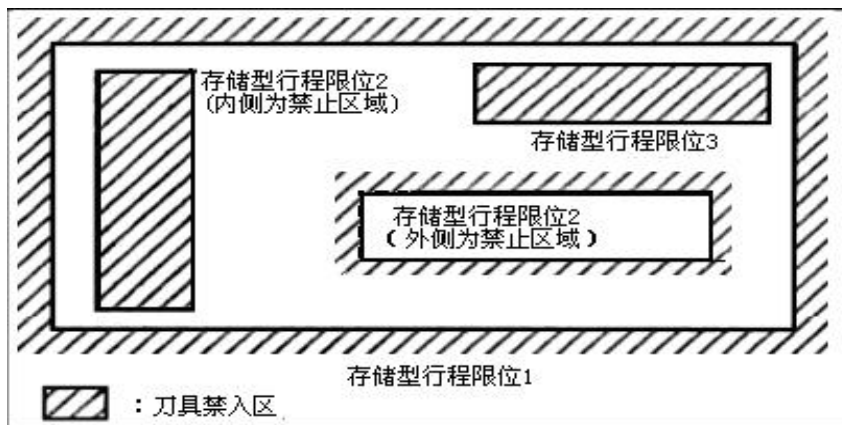 存储型行程限位2
(内侧为禁止区域)
存储型行程限位3
存储型行程限位2
(外侧为禁止区域)
存储型行程限位1
：刀具禁入区